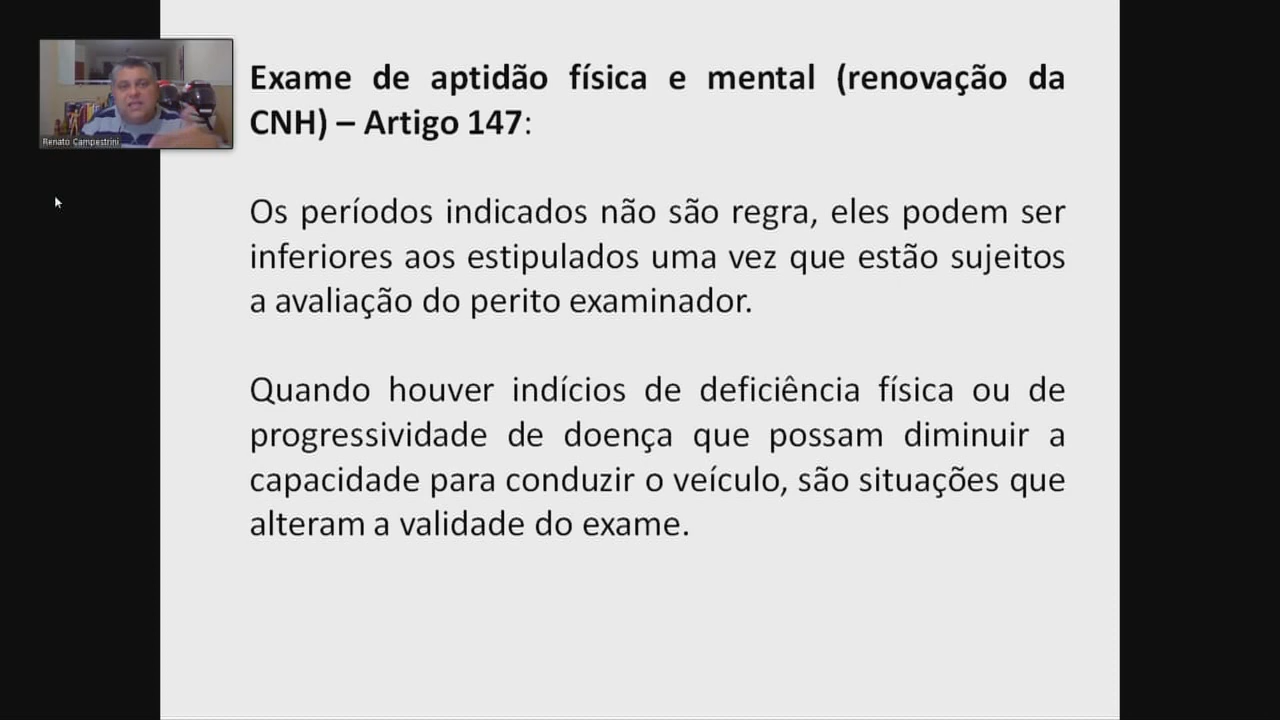 Exame de aptidão física e mental (renovação da
CNH) – Artigo 147:
Renato Campestrini
Os períodos indicados não são regra, eles podem ser
inferiores aos estipulados uma vez que estão sujeitos
a avaliação do perito examinador.
Quando houver indícios de deficiência física ou de
progressividade de doença que possam diminuir a
capacidade para conduzir o veículo, são situações que
alteram a validade do exame.